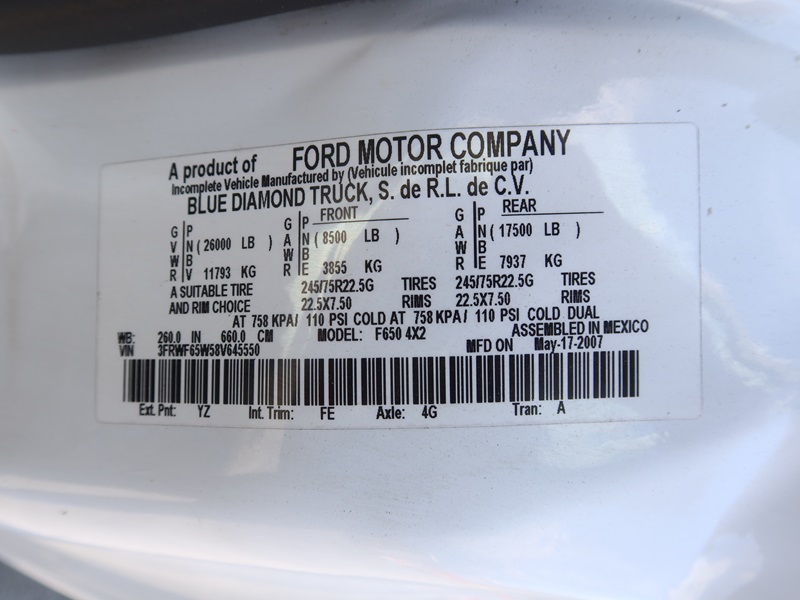 A product of FORD MOTOR COMPANY
Incomplete Vehicle Manufactured by (Vehicule incomplet fabrique par)
BLUE DIAMOND TRUCK, S. de R.L. de C.V.
FRONT REAR
G P G P G P
V N ( 26000 LB ) A N ( 8500 LB ) A N ( 17500 LB )
W B W B W B
R V 11793 KG R E 3855 KG R E 7937 KG
A SUITABLE TIRE 245/75R22.5G TIRES 245/75R22.5G TIRES
AND RIM CHOICE 22.5X7.50 RIMS 22.5X7.50 RIMS
AT 758 KPA/ 110 PSI COLD AT 758 KPA/ 110 PSI COLD DUAL
WB: 260.0 IN 660.0 CM MODEL: F650 4X2 ASSEMBLED IN MEXICO
VIN 3FRWF65W58V645550 MFD ON May-17-2007
Ext. Pnt: YZ Int. Trim: FE Axle: 4G Tran: A